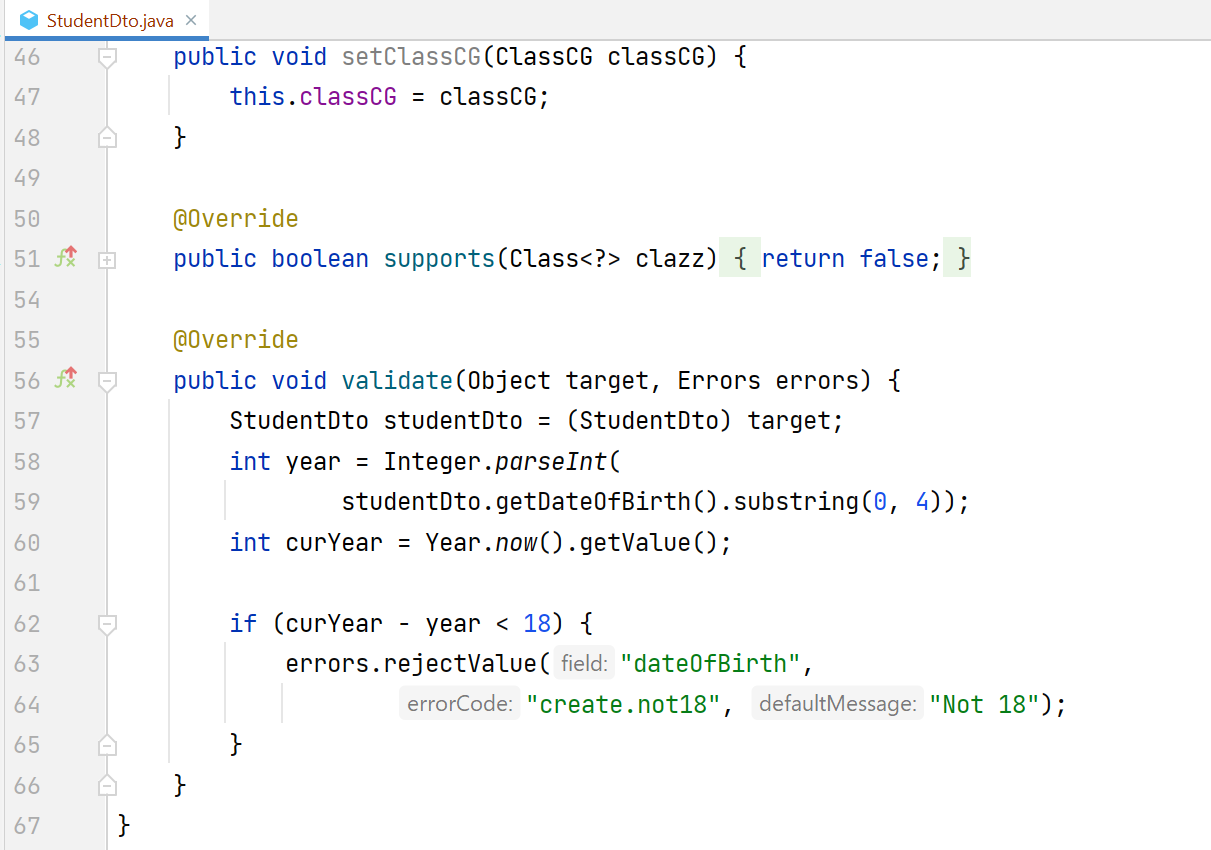 StudentDto.java
46 public void setClassCG(ClassCG classCG) {
47 this.classCG = classCG;
48 }
49
50 @Override
51 public boolean supports(Class<?> clazz) { return false; }
54
55 @Override
56 public void validate(Object target, Errors errors) {
57 StudentDto studentDto = (StudentDto) target;
58 int year = Integer.parseInt(
59 studentDto.getDateOfBirth().substring(0, 4));
60 int curYear = Year.now().getValue();
61
62 if (curYear - year < 18) {
63 errors.rejectValue( field: "dateOfBirth",
64 errorCode: "create.not18", defaultMessage: "Not 18");
65 }
66 }
67 }